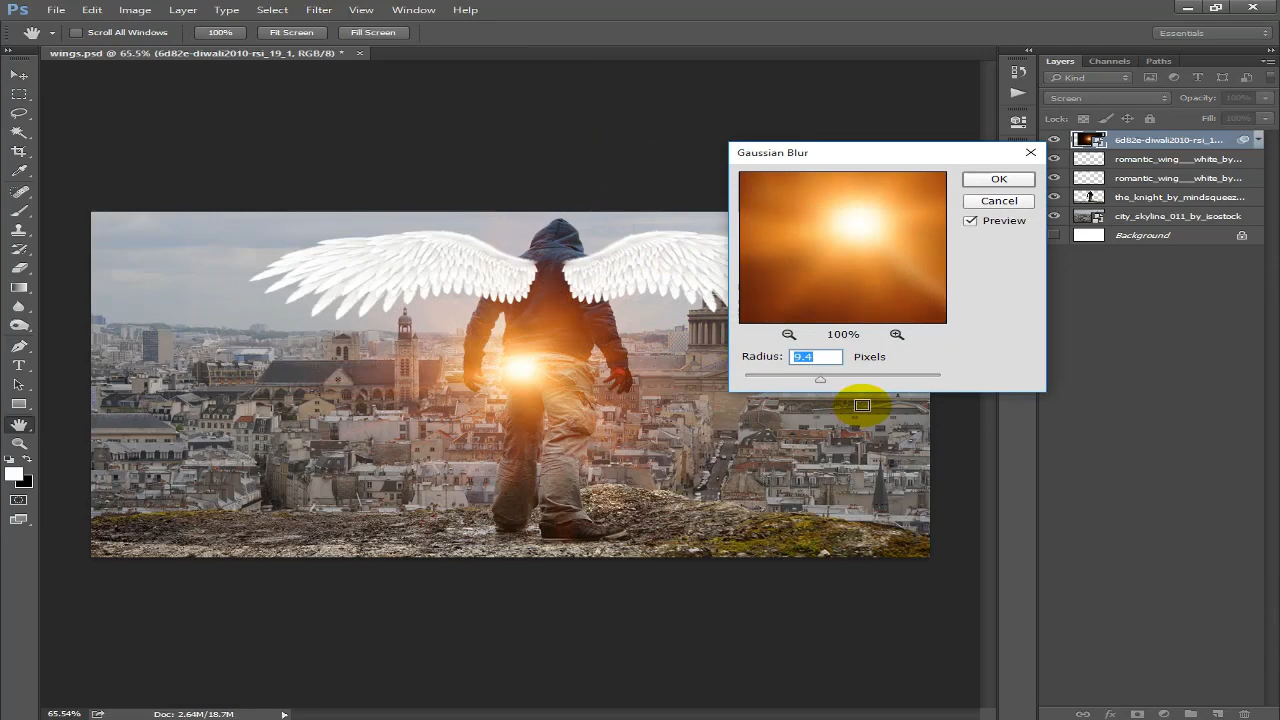 Ps File Edit Image Layer Type Select Filter View Window Help
Scroll All Windows 100% Fit Screen Fill Screen Essentials
wings.psd @ 65.5% (6d82e-diwali2010-rsi_19_1, RGB/8) *
Layers Channels Paths
Kind
Screen Opacity: 100%
Lock: Fill: 100%
6d82e-diwali2010-rsi_1...
romantic_wing___white_by...
romantic_wing___white_by...
the_knight_by_mindsqueez...
city_skyline_011_by_isostock
Background
Gaussian Blur
OK
Cancel
Preview
100%
Radius: 9.4 Pixels
65.54% Doc: 2.64M/18.7M